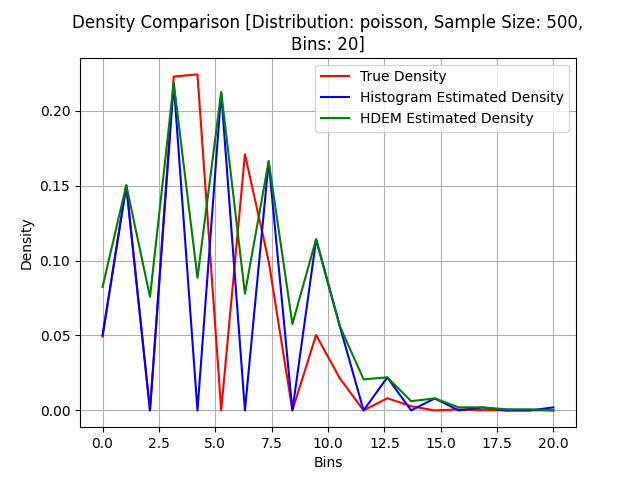 Density Comparison [Distribution: poisson, Sample Size: 500,
Bins: 20]
True Density
Histogram Estimated Density
HDEM Estimated Density
Density
0.20
0.15
0.10
0.05
0.00
0.0 2.5 5.0 7.5 10.0 12.5 15.0 17.5 20.0
Bins